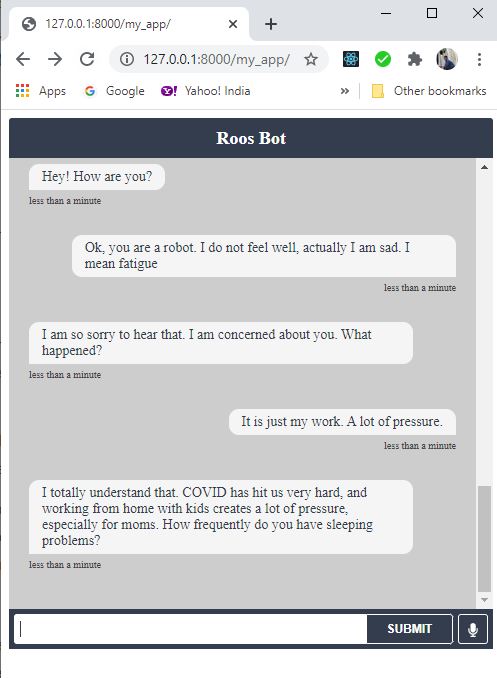 127.0.0.1:8000/my_app/
127.0.0.1:8000/my_app/
Apps
Google
Yahoo! India
»
Other bookmarks
Roos Bot
Hey! How are you?
less than a minute
Ok, you are a robot. I do not feel well, actually I am sad. I
mean fatigue
less than a minute
I am so sorry to hear that. I am concerned about you. What
happened?
less than a minute
It is just my work. A lot of pressure.
less than a minute
I totally understand that. COVID has hit us very hard, and
working from home with kids creates a lot of pressure,
especially for moms. How frequently do you have sleeping
problems?
less than a minute
SUBMIT